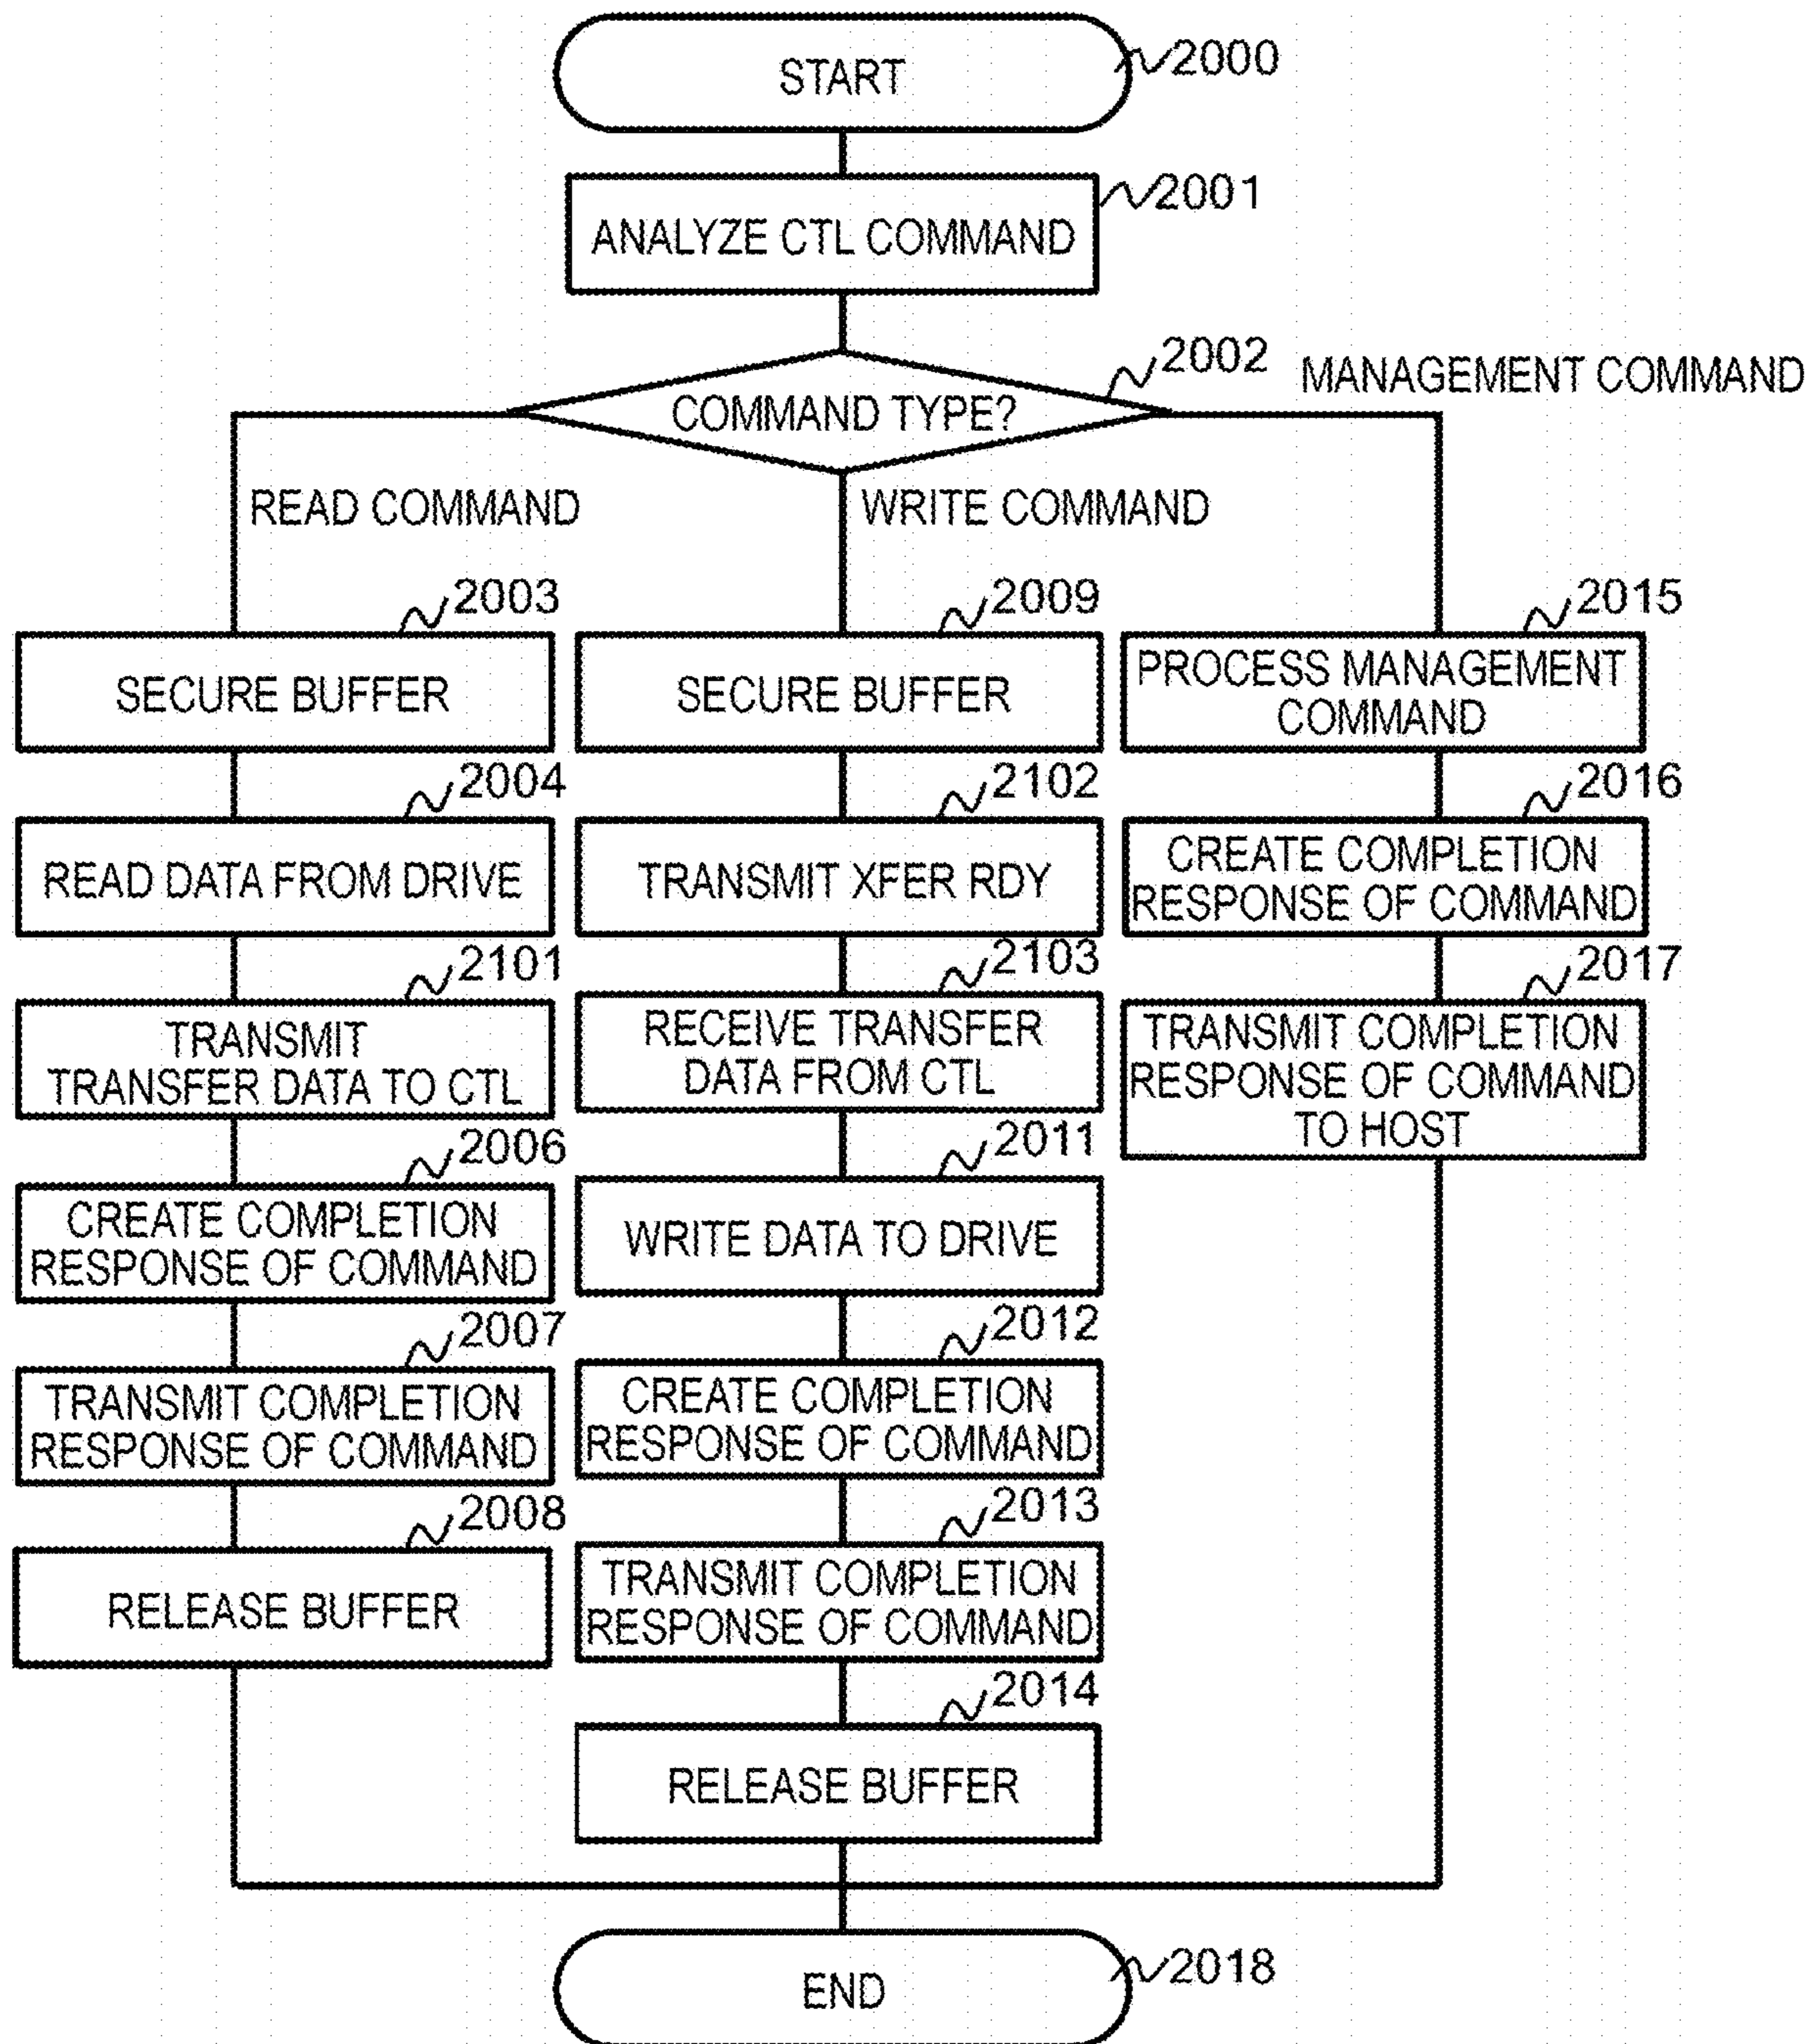 START
2000
ANALYZE CTL COMMAND
2001
COMMAND TYPE?
2002
MANAGEMENT COMMAND
READ COMMAND
WRITE COMMAND
2003
SECURE BUFFER
2004
READ DATA FROM DRIVE
2101
TRANSMIT
TRANSFER DATA TO CTL
2006
CREATE COMPLETION
RESPONSE OF COMMAND
2007
TRANSMIT COMPLETION
RESPONSE OF COMMAND
2008
RELEASE BUFFER
2009
SECURE BUFFER
2102
TRANSMIT XFER RDY
2103
RECEIVE TRANSFER
DATA FROM CTL
2011
WRITE DATA TO DRIVE
2012
CREATE COMPLETION
RESPONSE OF COMMAND
2013
TRANSMIT COMPLETION
RESPONSE OF COMMAND
2014
RELEASE BUFFER
2015
PROCESS MANAGEMENT
COMMAND
2016
CREATE COMPLETION
RESPONSE OF COMMAND
2017
TRANSMIT COMPLETION
RESPONSE OF COMMAND
TO HOST
END
2018